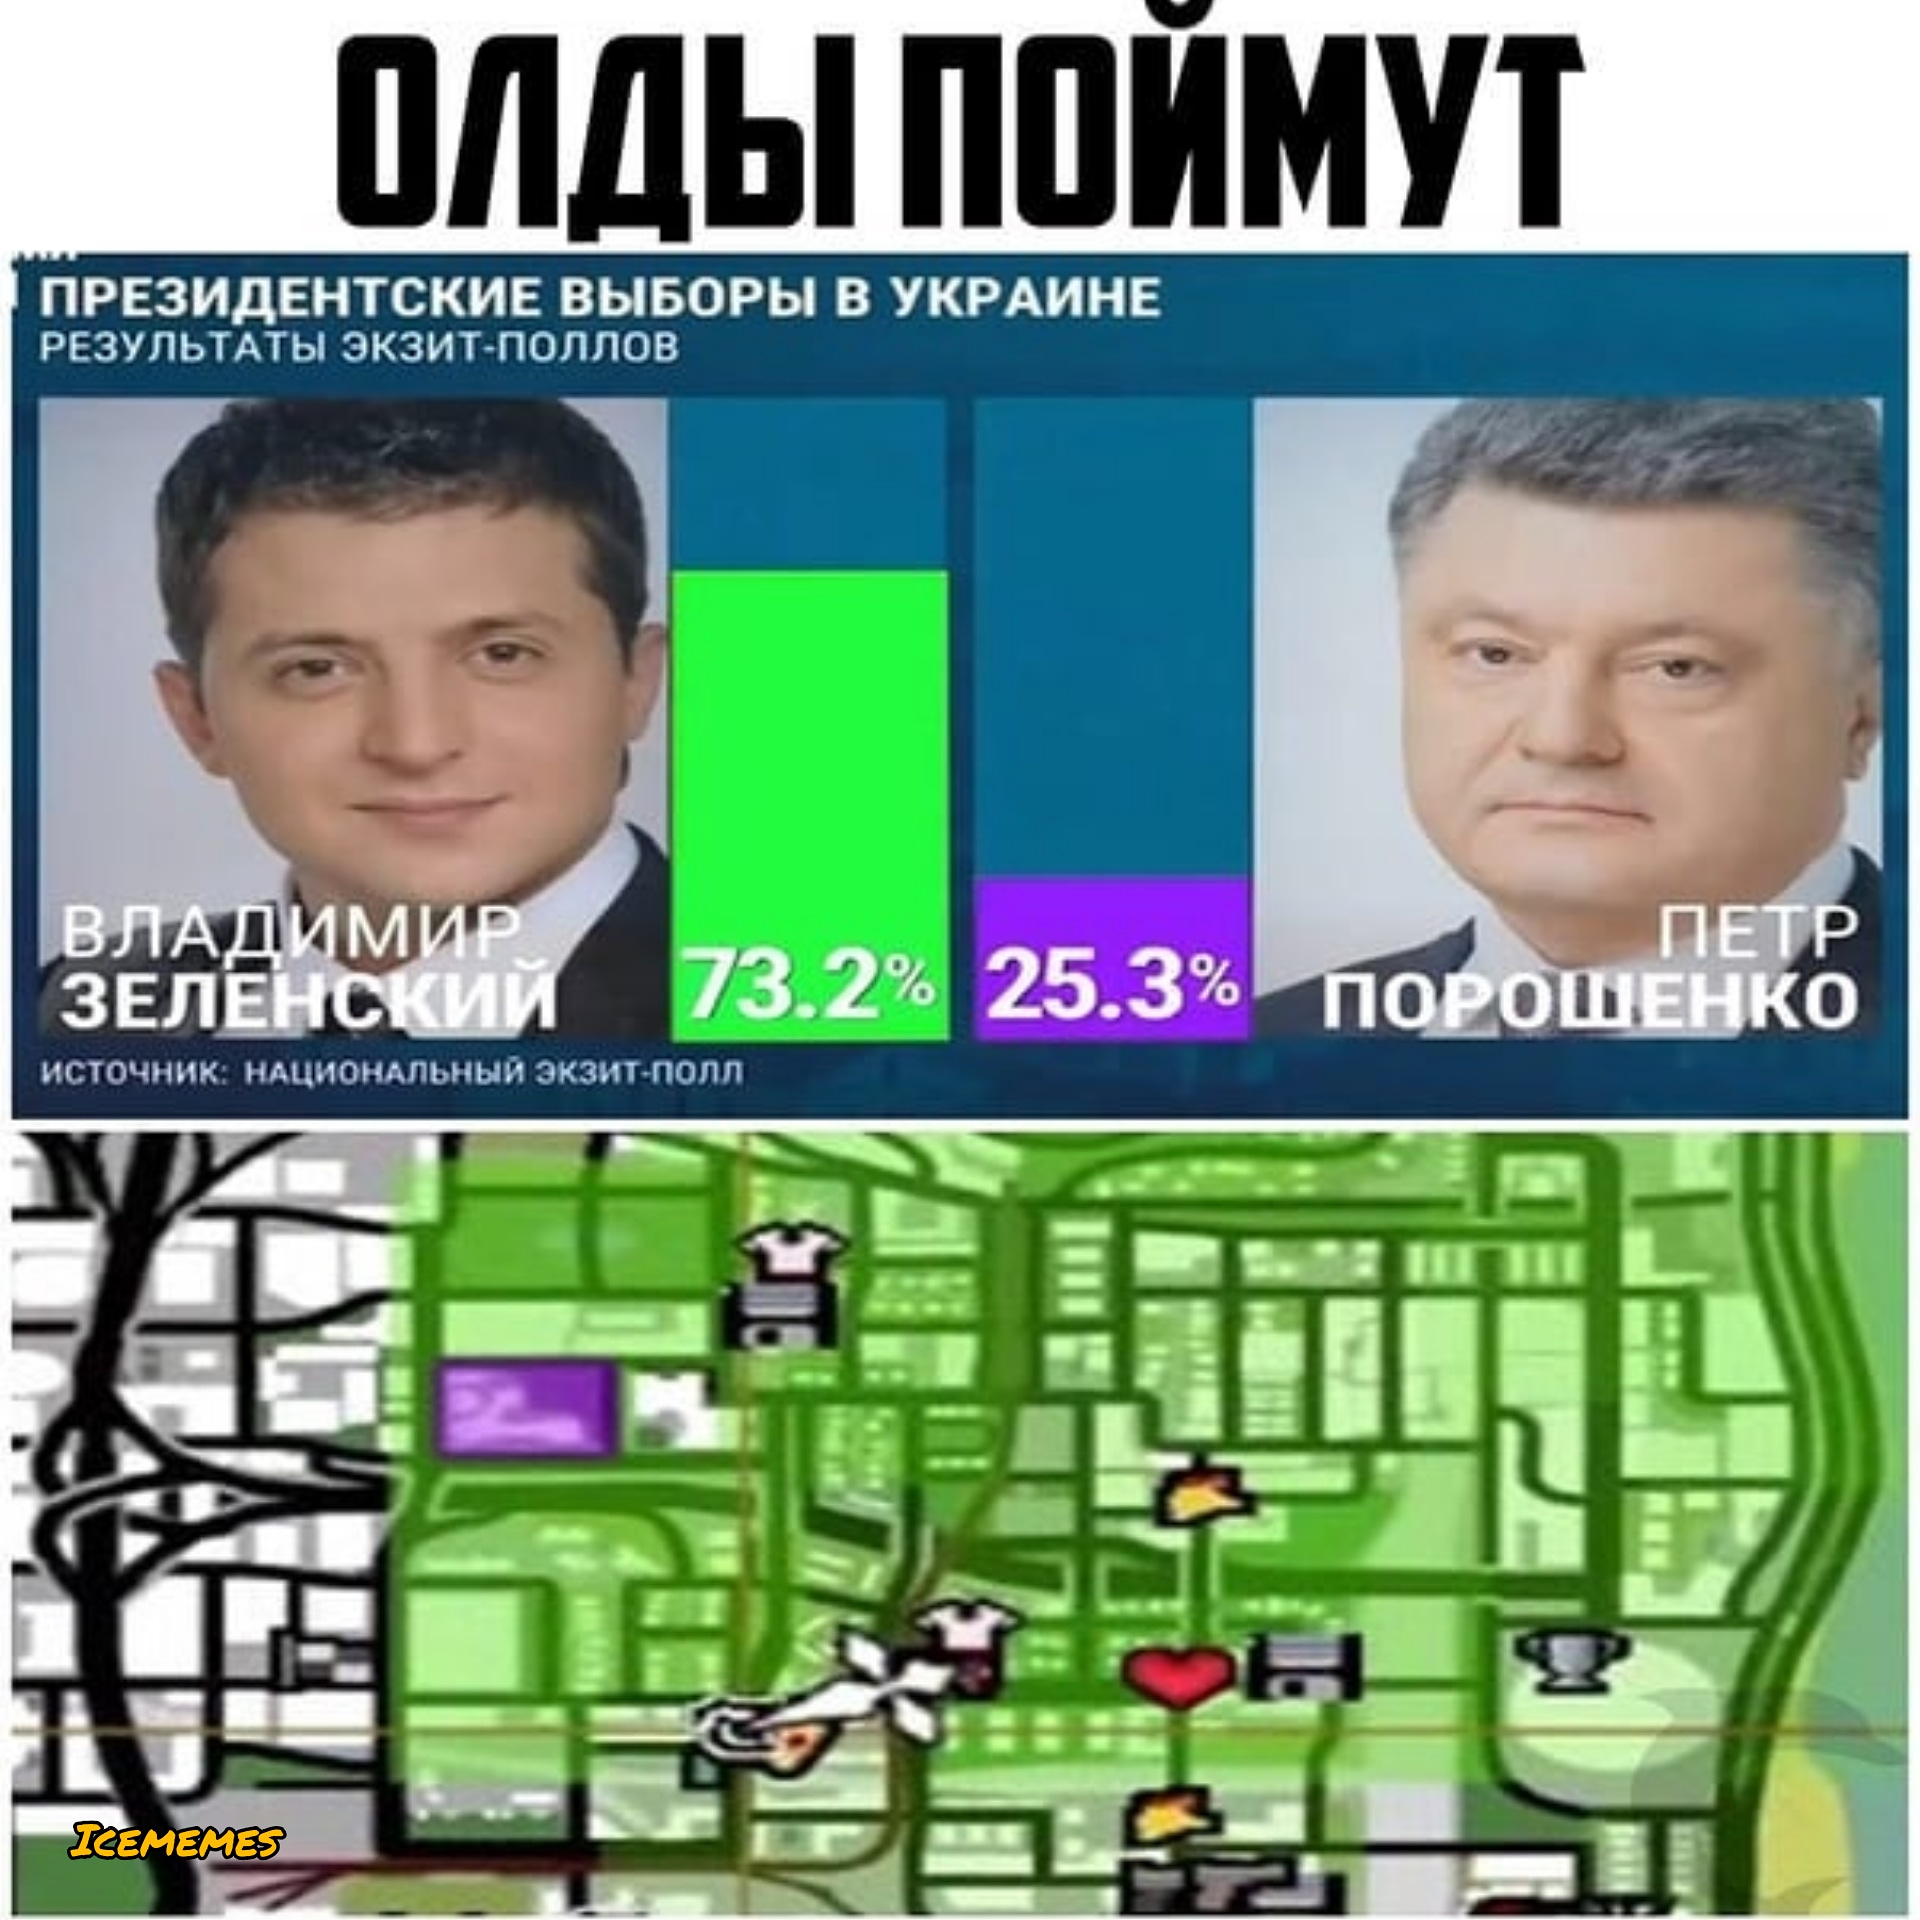 ОЛДЫ ПОЙМУТ
ПРЕЗИДЕНТСКИЕ ВЫБОРЫ В УКРАИНЕ
РЕЗУЛЬТАТЫ ЭКЗИТ-ПОЛЛОВ
ВЛАДИМИР
ЗЕЛЕНСКИЙ
73.2%
25.3%
ПЕТР
ПОРОШЕНКО
ИСТОЧНИК: НАЦИОНАЛЬНЫЙ ЭКЗИТ-ПОЛЛ
ICEMEMES